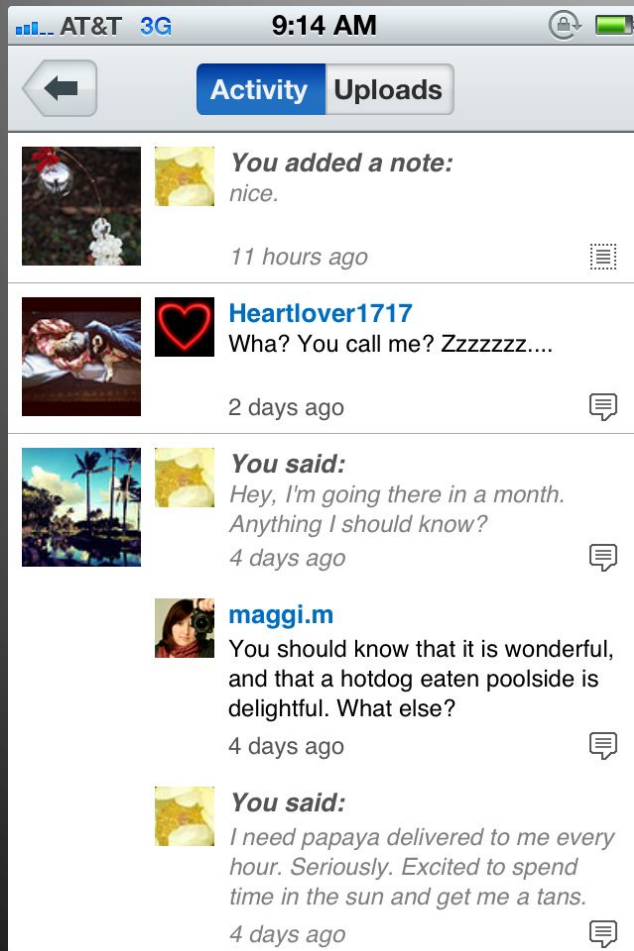 AT&T 3G 9:14 AM
Activity Uploads
You added a note:
nice.
11 hours ago
Heartlover1717
Wha? You call me? Zzzzzzz....
2 days ago
You said:
Hey, I'm going there in a month.
Anything I should know?
4 days ago
maggi.m
You should know that it is wonderful,
and that a hotdog eaten poolside is
delightful. What else?
4 days ago
You said:
I need papaya delivered to me every
hour. Seriously. Excited to spend
time in the sun and get me a tans.
4 days ago